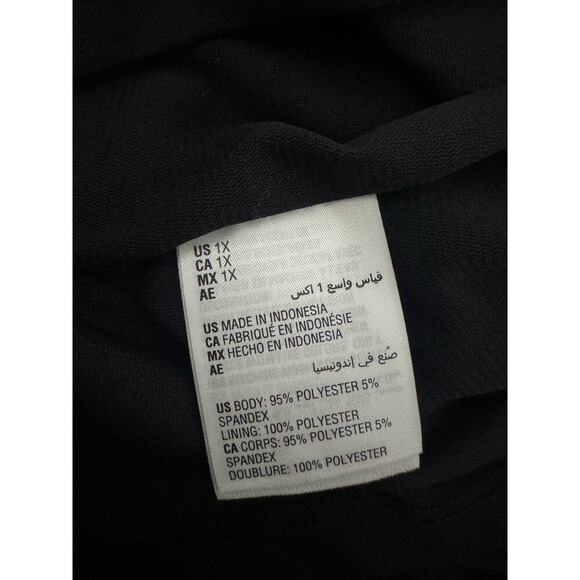 US 1X
CA 1X
MX 1X
AE قياس واسع 1 اكس
US MADE IN INDONESIA
CA FABRIQUÉ EN INDONÉSIE
MX HECHO EN INDONESIA
AE صُنع في إندونيسيا
US BODY: 95% POLYESTER 5%
SPANDEX
LINING: 100% POLYESTER
CA CORPS: 95% POLYESTER 5%
SPANDEX
DOUBLURE: 100% POLYESTER